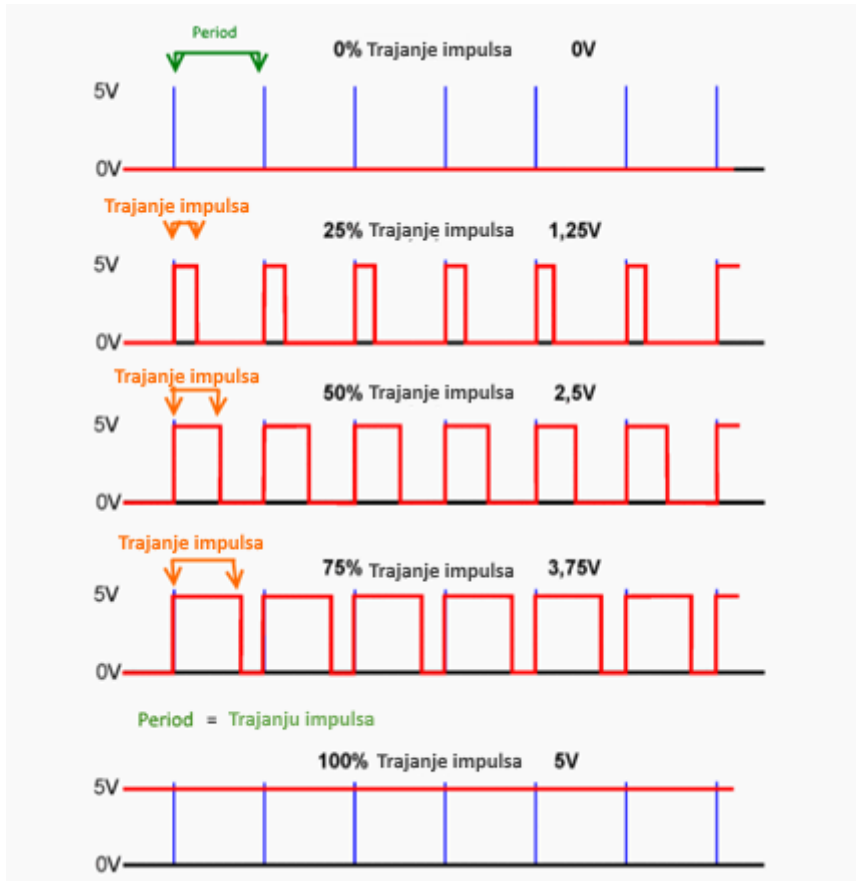 Period
0% Trajanje impulsa 0V
5V
0V
Trajanje impulsa
25% Trajanje impulsa 1,25V
5V
0V
Trajanje impulsa
50% Trajanje impulsa 2,5V
5V
0V
Trajanje impulsa
75% Trajanje impulsa 3,75V
5V
0V
Period = Trajanju impulsa
100% Trajanje impulsa 5V
5V
0V